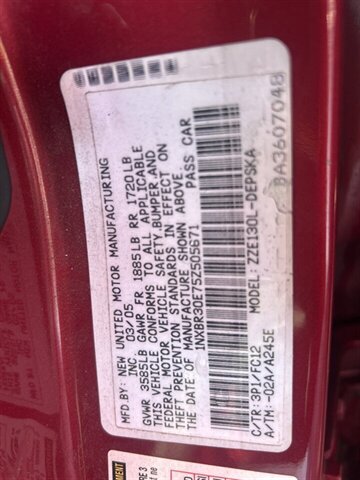 MFD. BY: NEW UNITED MOTOR MANUFACTURING
INC. 03/05
GVWR 3585LB GAWR FR 1885LB RR 1720LB
THIS VEHICLE CONFORMS TO ALL APPLICABLE
FEDERAL MOTOR VEHICLE SAFETY,BUMPER,AND
THEFT PREVENTION STANDARDS IN EFFECT ON
THE DATE OF MANUFACTURE SHOWN ABOVE.
1NXBR30E75Z505671 PASS CAR
MODEL: ZZE130L-DEPSKA
C/TR:3P1/FC12
A/TM:-02A/A245E
BA3607048